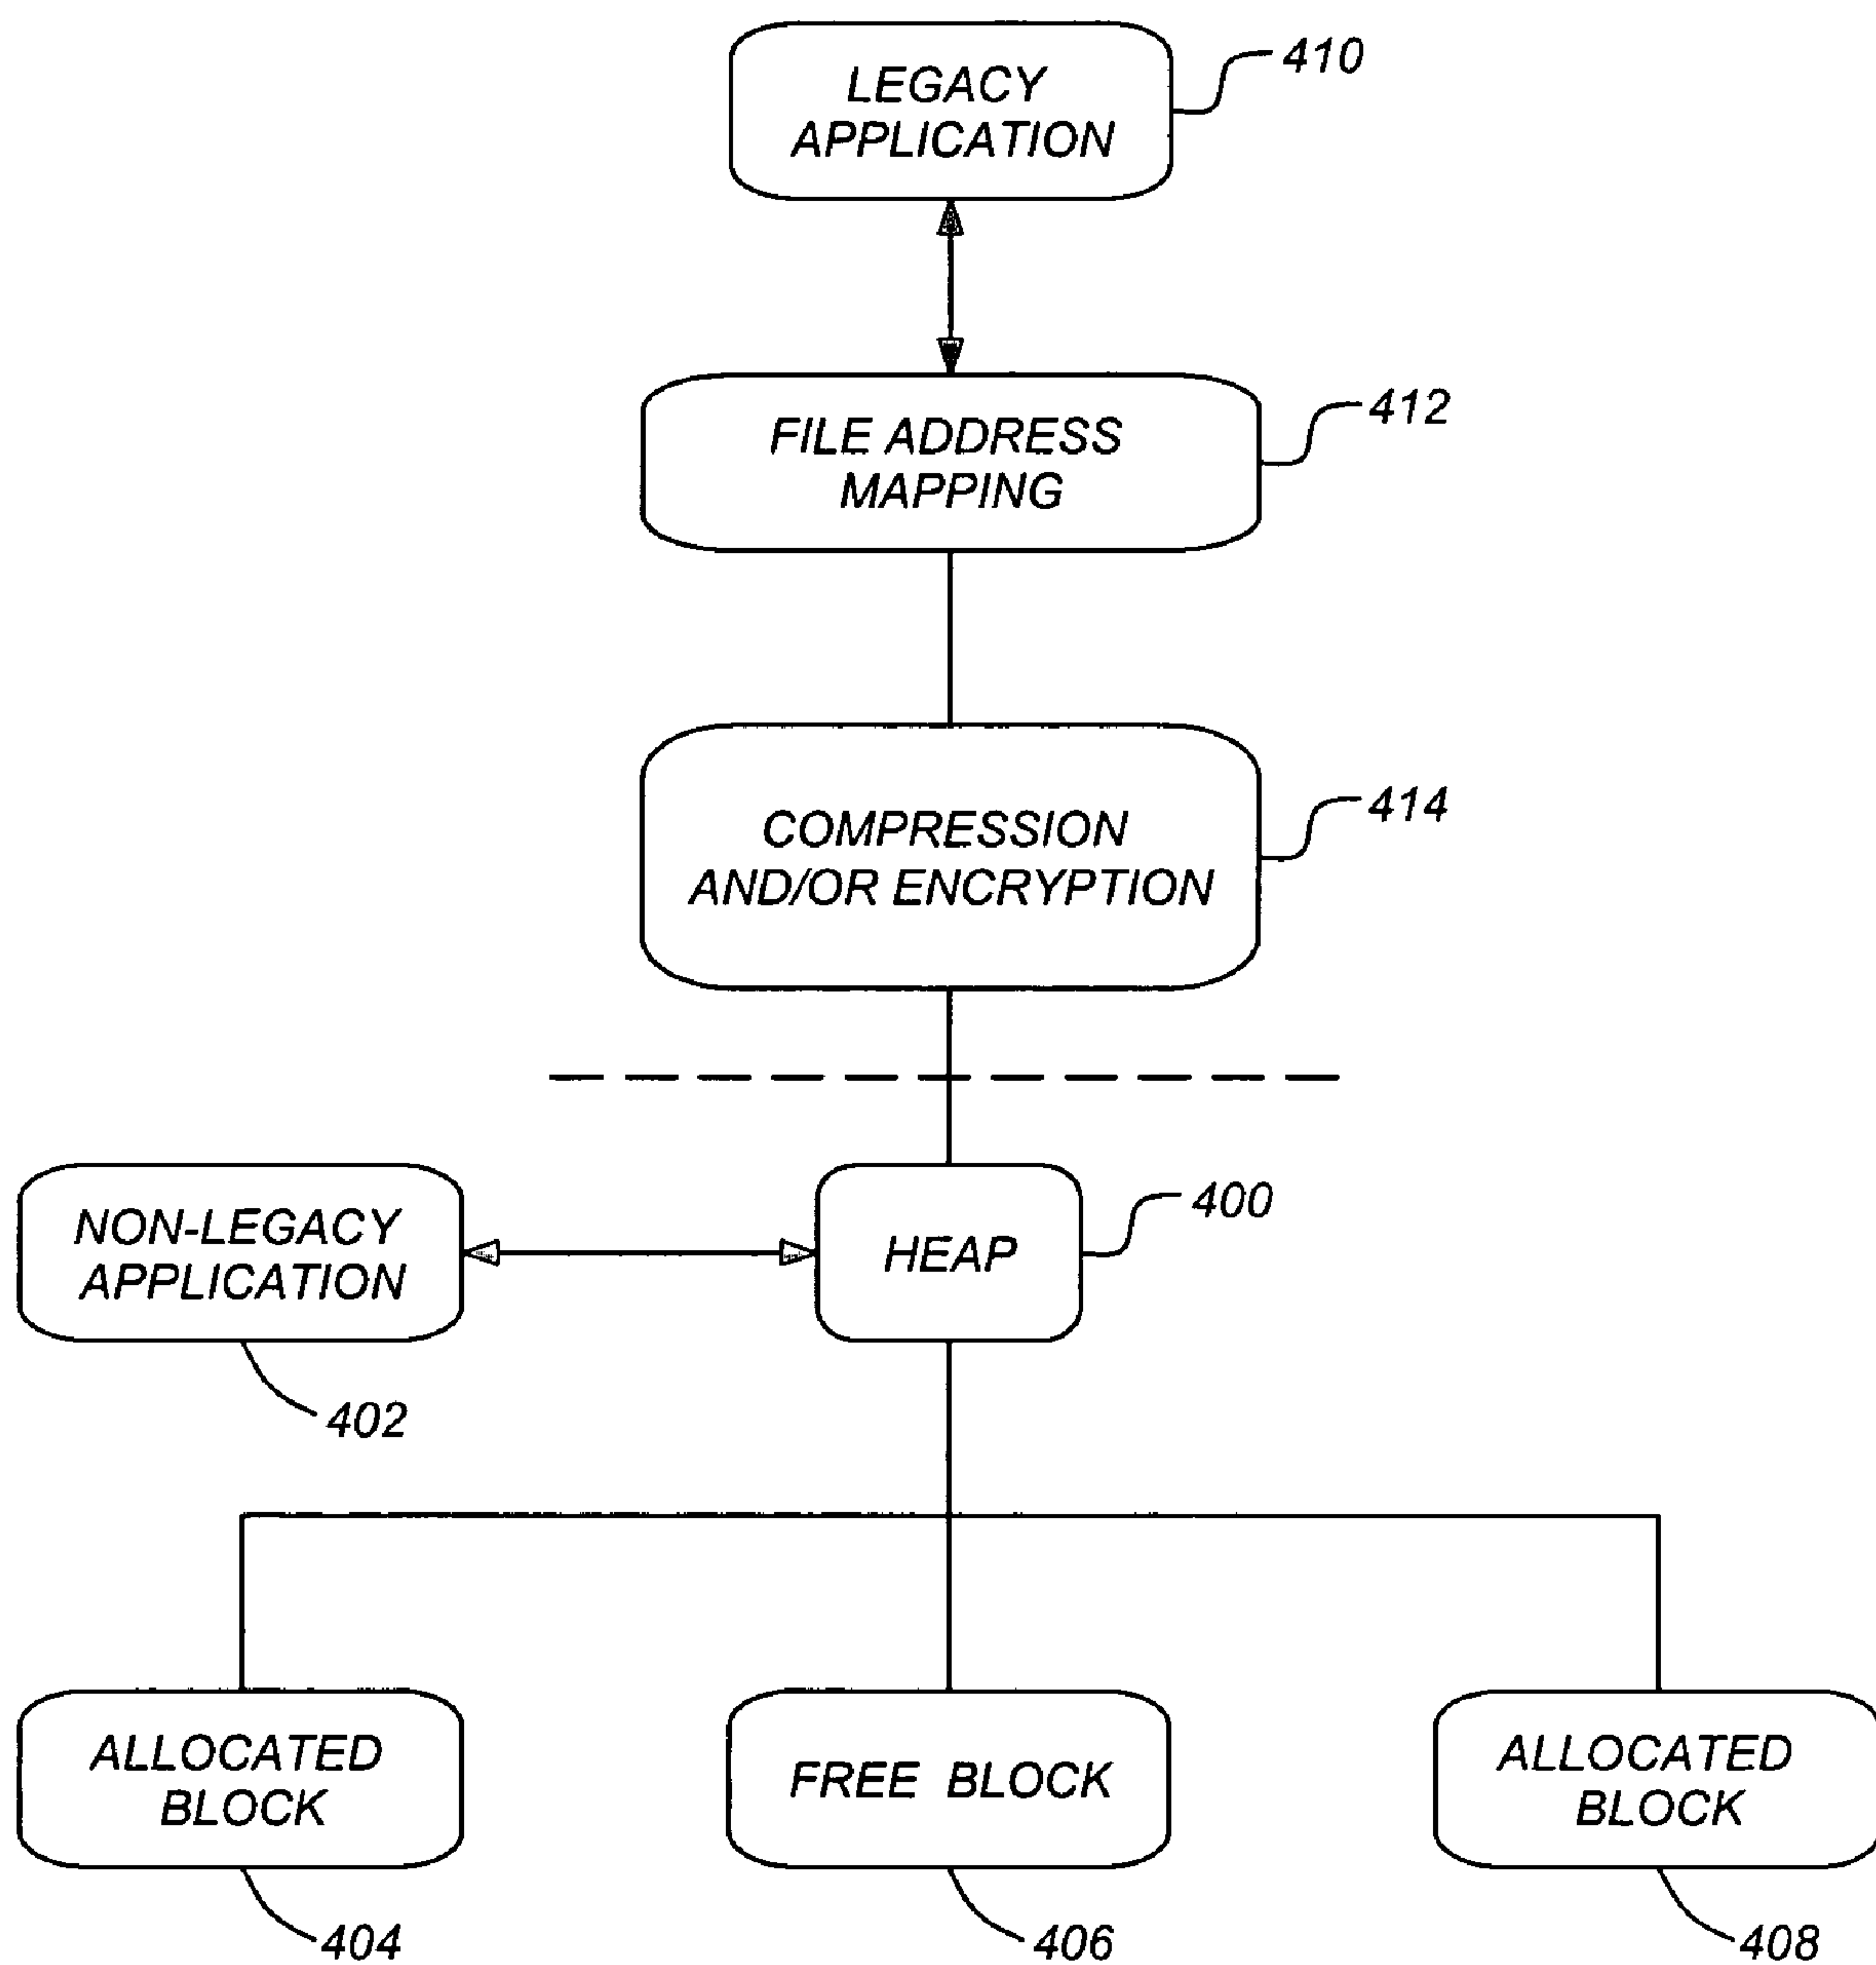 LEGACY
APPLICATION
410
FILE ADDRESS
MAPPING
412
COMPRESSION
AND/OR ENCRYPTION
414
NON-LEGACY
APPLICATION
402
HEAP
400
ALLOCATED
BLOCK
404
FREE BLOCK
406
ALLOCATED
BLOCK
408